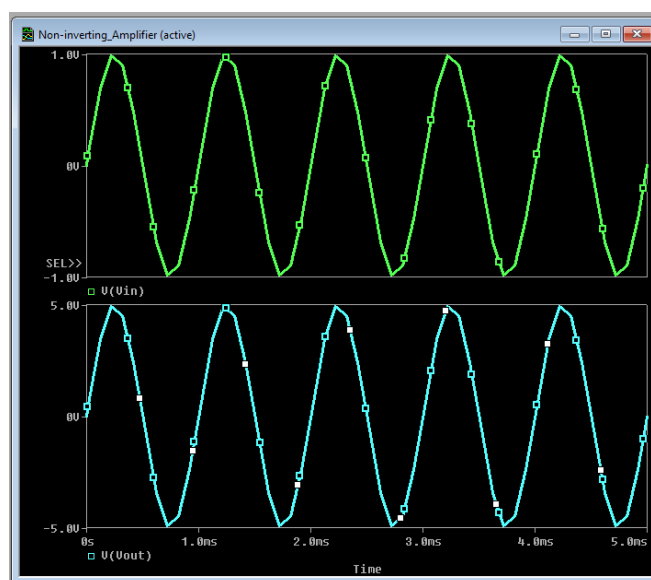 Non-inverting_Amplifier (active)
1.0V
0V
SEL>>
-1.0V
V(Vin)
5.0V
0V
-5.0V
0s 1.0ms 2.0ms 3.0ms 4.0ms 5.0ms
V(Vout)
Time